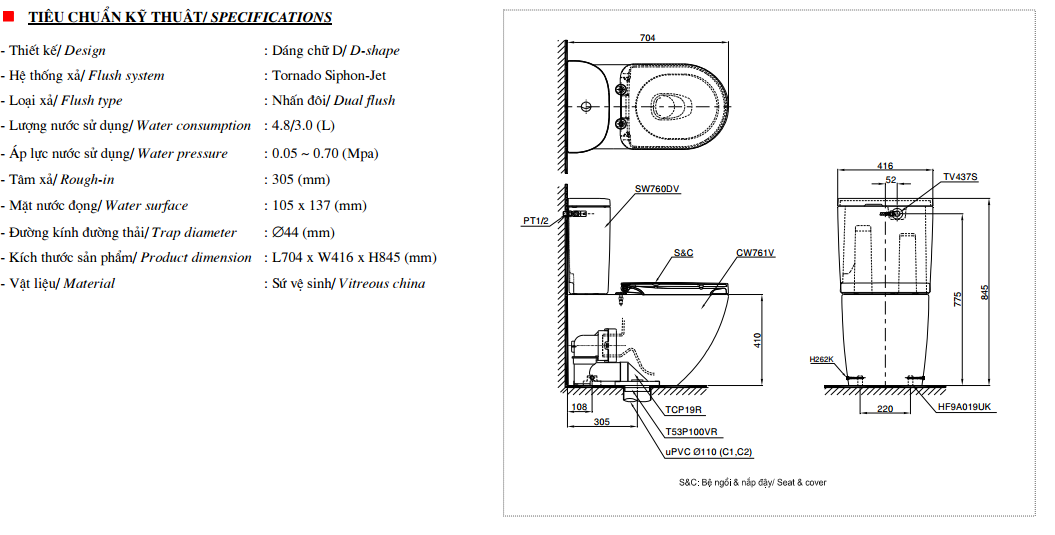 TIÊU CHUẨN KỸ THUẬT/ SPECIFICATIONS
- Thiết kế/ Design : Dáng chữ D/ D-shape
- Hệ thống xả/ Flush system : Tornado Siphon-Jet
- Loại xả/ Flush type : Nhấn đôi/ Dual flush
- Lượng nước sử dụng/ Water consumption : 4.8/3.0 (L)
- Áp lực nước sử dụng/ Water pressure : 0.05 ~ 0.70 (Mpa)
- Tâm xả/ Rough-in : 305 (mm)
- Mặt nước đọng/ Water surface : 105 x 137 (mm)
- Đường kính đường thải/ Trap diameter : Ø44 (mm)
- Kích thước sản phẩm/ Product dimension : L704 x W416 x H845 (mm)
- Vật liệu/ Material : Sứ vệ sinh/ Vitreous china
704
416
52
TV437S
SW760DV
PT1/2
S&C
CW761V
410
775
845
H262K
108
TCP19R
220
HF9A019UK
305
T53P100VR
uPVC Ø110 (C1,C2)
S&C: Bệ ngồi & nắp đậy/ Seat & cover